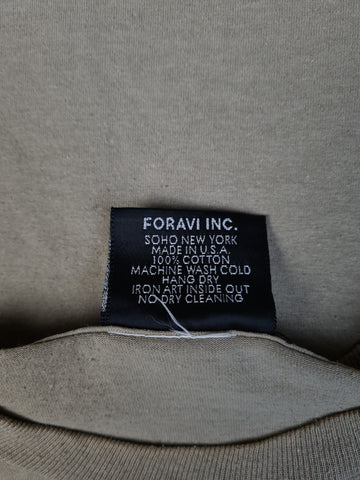 FORAVI INC.
SOHO NEW YORK
MADE IN U.S.A.
100% COTTON
MACHINE WASH COLD
HANG DRY
IRON ART INSIDE OUT
NO DRY CLEANING